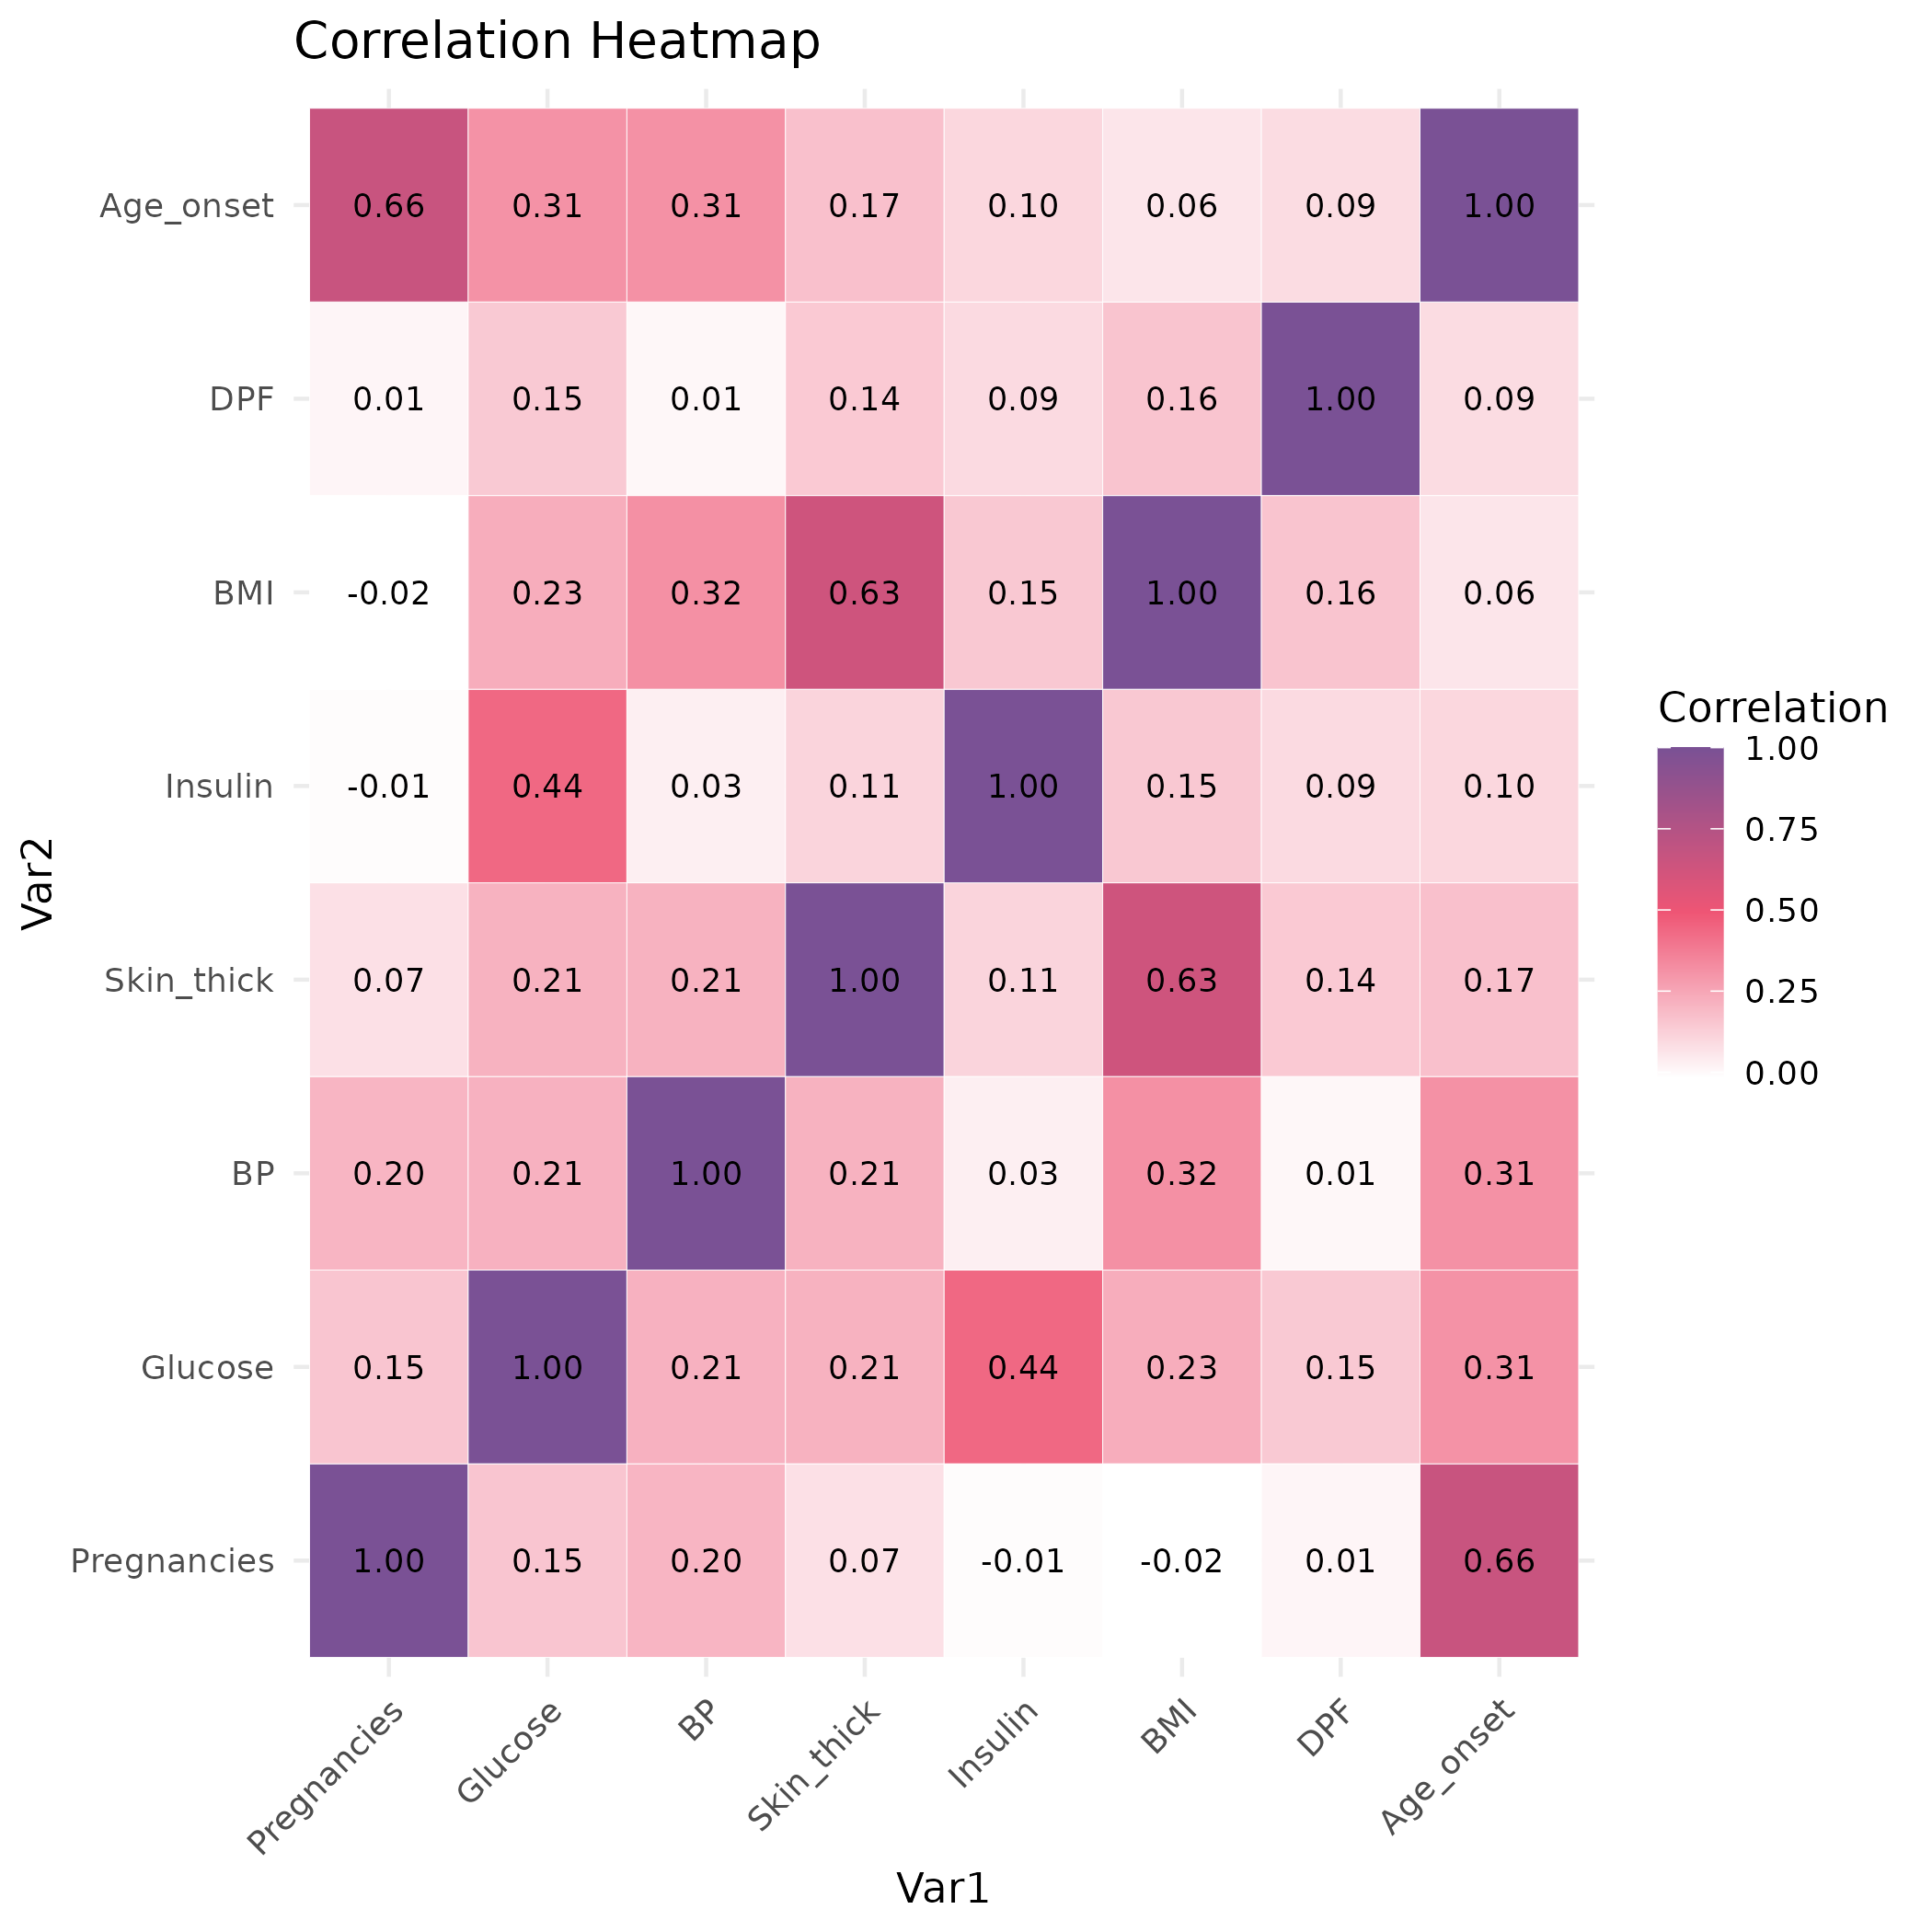 Correlation Heatmap
Age_onset 0.66 0.31 0.31 0.17 0.10 0.06 0.09 1.00
DPF 0.01 0.15 0.01 0.14 0.09 0.16 1.00 0.09
BMI -0.02 0.23 0.32 0.63 0.15 1.00 0.16 0.06
Insulin -0.01 0.44 0.03 0.11 1.00 0.15 0.09 0.10
Skin_thick 0.07 0.21 0.21 1.00 0.11 0.63 0.14 0.17
BP 0.20 0.21 1.00 0.21 0.03 0.32 0.01 0.31
Glucose 0.15 1.00 0.21 0.21 0.44 0.23 0.15 0.31
Pregnancies 1.00 0.15 0.20 0.07 -0.01 -0.02 0.01 0.66
Pregnancies Glucose BP Skin_thick Insulin BMI DPF Age_onset
Var1
Var2
Correlation
1.00
0.75
0.50
0.25
0.00